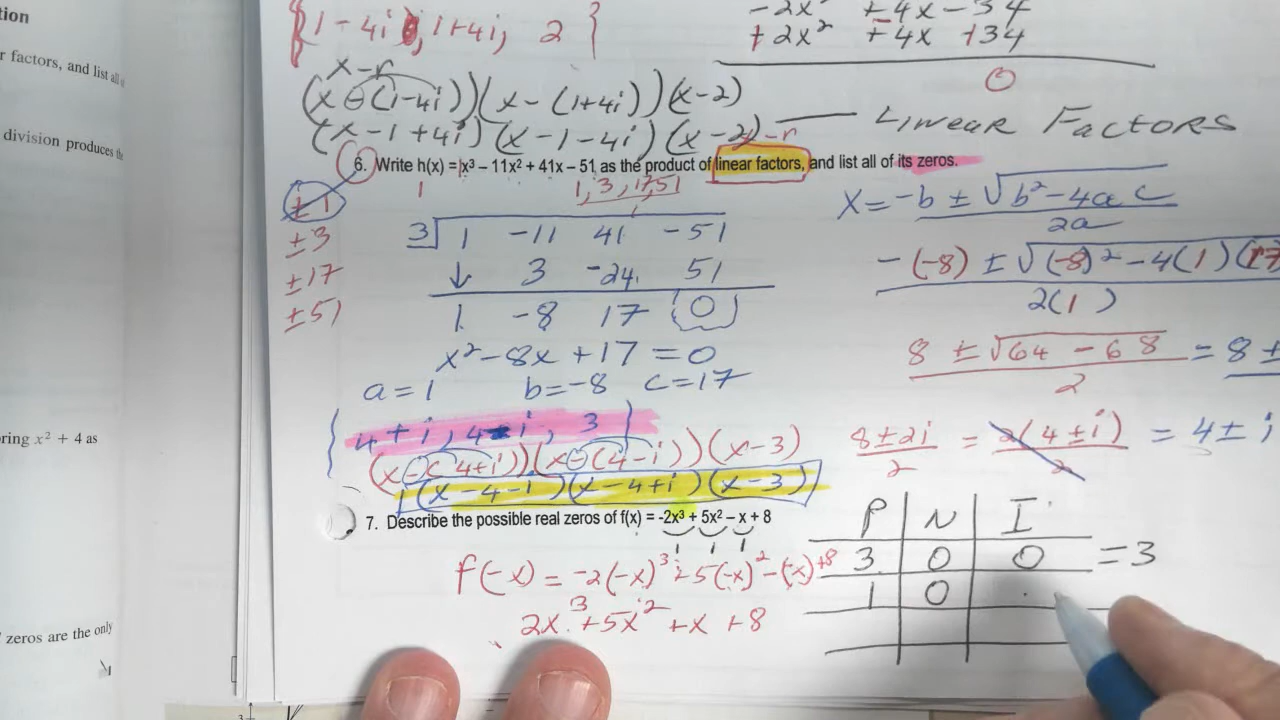 tion
r factors, and list all
division produces the
ring x² + 4 as
zeros are the only
{1 - 4i, 1+4i, 2}
-2x² +4x -34
+2x² +4x +34
0
x-r
(x-(1-4i))(x-(1+4i))(x-2)
(x-1+4i)(x-1-4i)(x-2) — LINEAR FACTORS
x-r
6. Write h(x) = x³ – 11x² + 41x – 51 as the product of linear factors, and list all of its zeros.
1
1, 3, 17, 51
±1
±3
±17
±51
3 1 -11 41 -51
↓ 3 -24 51
1 -8 17 0
x²-8x+17=0
a=1 b=-8 c=17
X = -b ± √b²-4ac
2a
-(-8) ± √(-8)²-4(1)(17
2(1)
8 ± √64-68 = 8 ±
2
8±2i = 2(4±i) = 4±i
2 2
{4+i, 4-i, 3}
(x-(4+i))(x-(4-i))(x-3)
1(x-4-i)(x-4+i)(x-3)
7. Describe the possible real zeros of f(x) = -2x³ + 5x² – x + 8
1 1 1
f(-x) = -2(-x)³+5(-x)²-(-x)+8
2x³+5x²+x+8
P N I
3 0 0 = 3
1 0